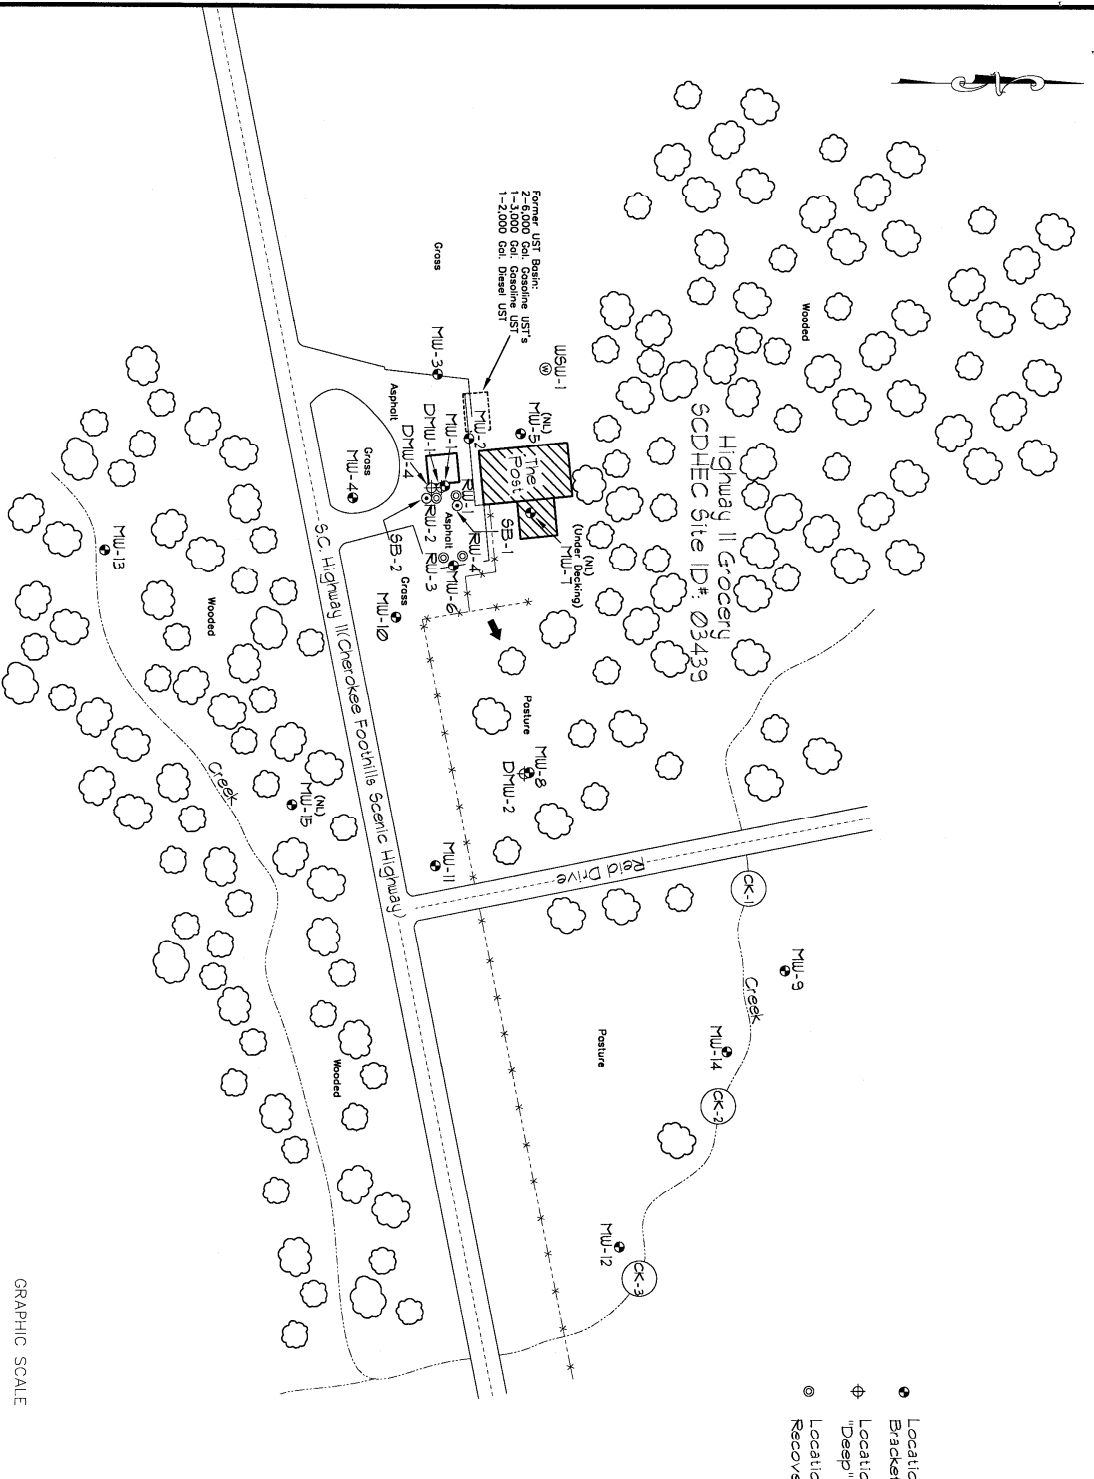 Highway 11 Grocery
SCDHEC Site ID#: 03439
Wooded
Former UST Basin:
2-6,000 Gal. Gasoline UST's
1-3,000 Gal. Gasoline UST
1-2,000 Gal. Diesel UST
WSW-1
W
Grass
MW-3
(NL)
MW-5
MW-2
The
Post
(NL)
MW-7
(Under Decking)
Asphalt
MW-1
DMW-1
DMW-4
RW-1
RW-2
RW-3
RW-4
Asphalt
SB-1
SB-2
MW-6
Grass
MW-4
Grass
MW-10
Pasture
MW-8
DMW-2
MW-11
Reid Drive
CK-1
MW-9
Creek
MW-14
CK-2
Pasture
MW-12
CK-3
S.C. Highway 11(Cherokee Foothills Scenic Highway)
MW-13
Wooded
Creek
(NL)
MW-15
Wooded
"Deep"
GRAPHIC SCALE